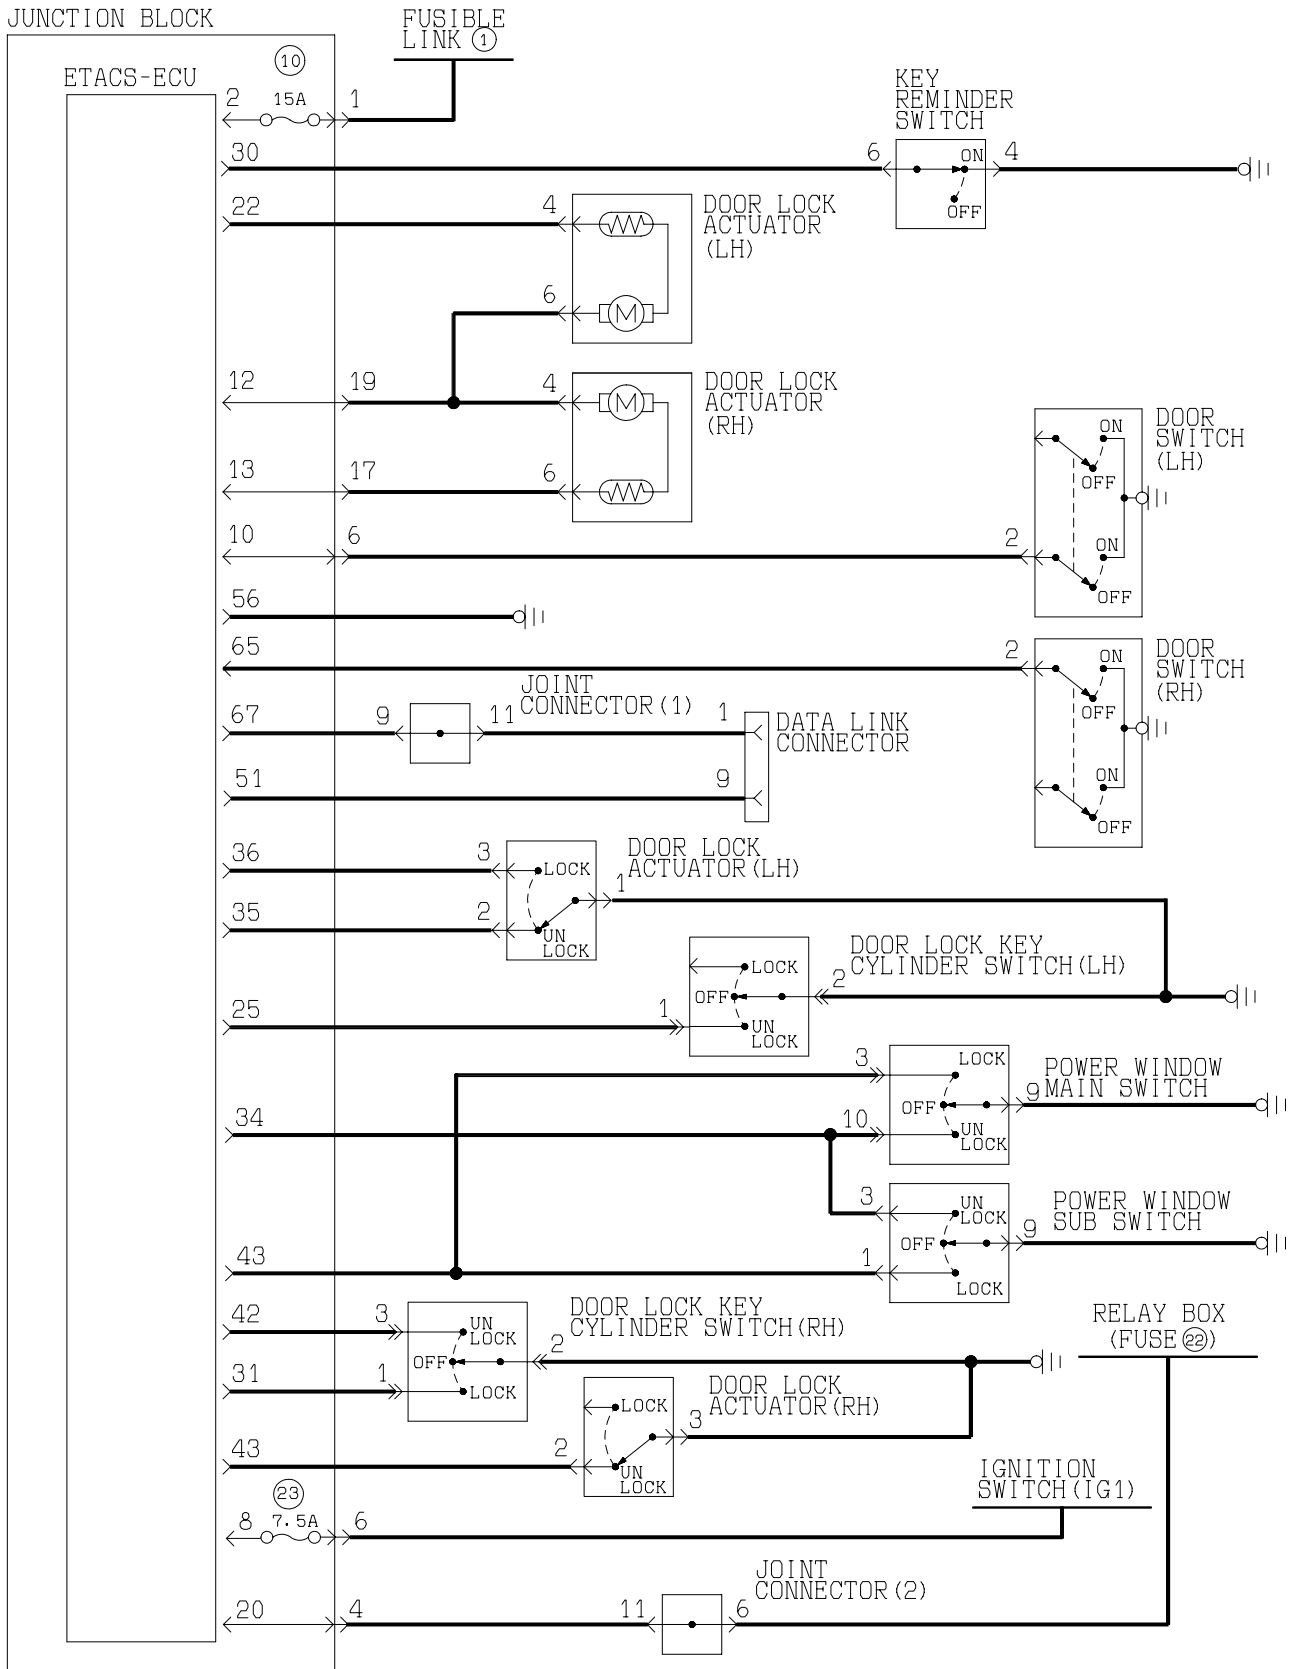 JUNCTION BLOCK
FUSIBLE
LINK ①
⑩
ETACS-ECU
2
15A
1
KEY
REMINDER
SWITCH
30
6
ON
4
OFF
22
4
DOOR LOCK
ACTUATOR
(LH)
6
M
12
19
4
M
DOOR LOCK
ACTUATOR
(RH)
13
17
6
ON
OFF
DOOR
SWITCH
(LH)
10
6
2
ON
OFF
56
65
2
ON
OFF
DOOR
SWITCH
(RH)
JOINT
CONNECTOR(1)
67
9
11
1
DATA LINK
CONNECTOR
51
9
ON
OFF
36
3
LOCK
DOOR LOCK
ACTUATOR(LH)
1
35
2
UN
LOCK
DOOR LOCK KEY
CYLINDER SWITCH(LH)
LOCK
OFF
2
25
1
UN
LOCK
3
LOCK
POWER WINDOW
MAIN SWITCH
OFF
9
34
10
UN
LOCK
3
UN
LOCK
POWER WINDOW
SUB SWITCH
OFF
9
43
1
LOCK
42
3
UN
LOCK
DOOR LOCK KEY
CYLINDER SWITCH(RH)
RELAY BOX
(FUSE㉒)
OFF
2
31
1
LOCK
LOCK
DOOR LOCK
ACTUATOR(RH)
3
43
2
UN
LOCK
IGNITION
SWITCH(IG1)
㉓
8
7.5A
6
JOINT
CONNECTOR(2)
20
4
11
6